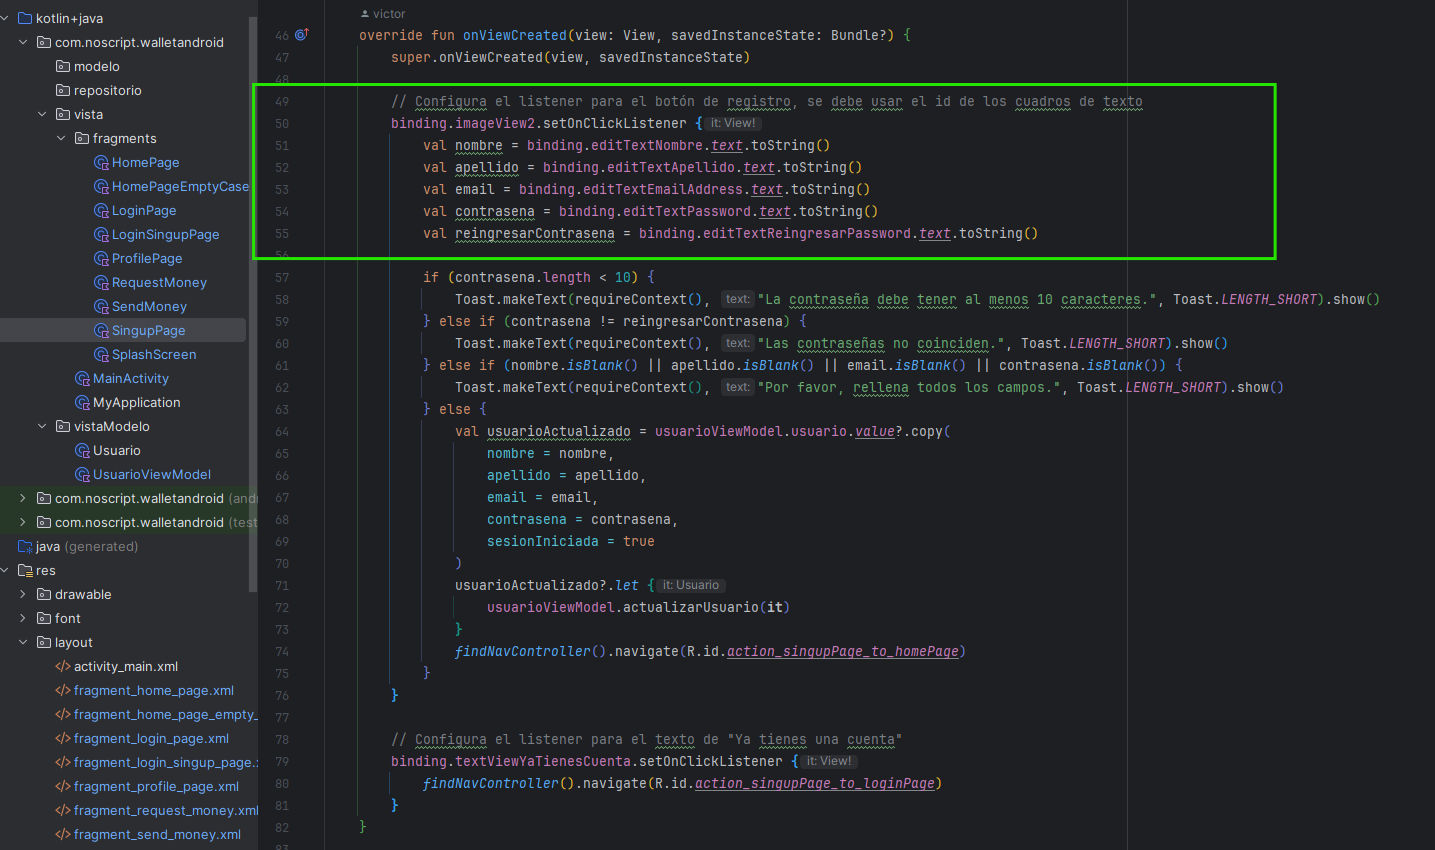 kotlin+java
com.noscript.walletandroid
modelo
repositorio
vista
fragments
HomePage
HomePageEmptyCase
LoginPage
LoginSingupPage
ProfilePage
RequestMoney
SendMoney
SingupPage
SplashScreen
MainActivity
MyApplication
vistaModelo
Usuario
UsuarioViewModel
com.noscript.walletandroid (and
com.noscript.walletandroid (test
java (generated)
res
drawable
font
layout
activity_main.xml
fragment_home_page.xml
fragment_home_page_empty_
fragment_login_page.xml
fragment_login_singup_page.x
fragment_profile_page.xml
fragment_request_money.xml
fragment_send_money.xml
victor
46 override fun onViewCreated(view: View, savedInstanceState: Bundle?) {
47 super.onViewCreated(view, savedInstanceState)
48
49 // Configura el listener para el botón de registro, se debe usar el id de los cuadros de texto
50 binding.imageView2.setOnClickListener { it: View!
51 val nombre = binding.editTextNombre.text.toString()
52 val apellido = binding.editTextApellido.text.toString()
53 val email = binding.editTextEmailAddress.text.toString()
54 val contrasena = binding.editTextPassword.text.toString()
55 val reingresarContrasena = binding.editTextReingresarPassword.text.toString()
56
57 if (contrasena.length < 10) {
58 Toast.makeText(requireContext(), text: "La contraseña debe tener al menos 10 caracteres.", Toast.LENGTH_SHORT).show()
59 } else if (contrasena != reingresarContrasena) {
60 Toast.makeText(requireContext(), text: "Las contraseñas no coinciden.", Toast.LENGTH_SHORT).show()
61 } else if (nombre.isBlank() || apellido.isBlank() || email.isBlank() || contrasena.isBlank()) {
62 Toast.makeText(requireContext(), text: "Por favor, rellena todos los campos.", Toast.LENGTH_SHORT).show()
63 } else {
64 val usuarioActualizado = usuarioViewModel.usuario.value?.copy(
65 nombre = nombre,
66 apellido = apellido,
67 email = email,
68 contrasena = contrasena,
69 sesionIniciada = true
70 )
71 usuarioActualizado?.let { it: Usuario
72 usuarioViewModel.actualizarUsuario(it)
73 }
74 findNavController().navigate(R.id.action_singupPage_to_homePage)
75 }
76 }
77
78 // Configura el listener para el texto de "Ya tienes una cuenta"
79 binding.textViewYaTienesCuenta.setOnClickListener { it: View!
80 findNavController().navigate(R.id.action_singupPage_to_loginPage)
81 }
82 }
83